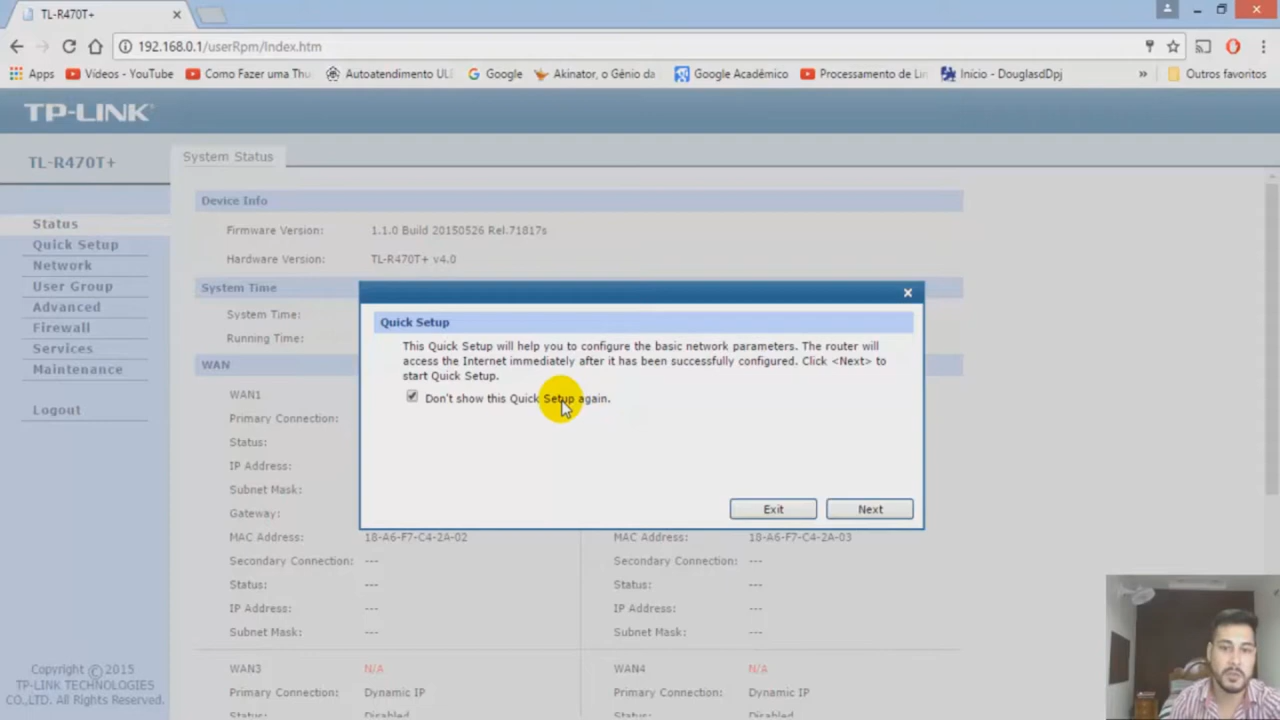 TL-R470T+
192.168.0.1/userRpm/Index.htm
Apps Vídeos - YouTube Como Fazer uma Thu Autoatendimento UL Google Akinator, o Gênio da Google Acadêmico Processamento de Lin Início - DouglasdDpj » Outros favoritos
TP-LINK
TL-R470T+
System Status
Status
Quick Setup
Network
User Group
Advanced
Firewall
Services
Maintenance
Logout
Copyright © 2015
TP-LINK TECHNOLOGIES
CO.,LTD. All Rights Reserved.
Device Info
Firmware Version: 1.1.0 Build 20150526 Rel.71817s
Hardware Version: TL-R470T+ v4.0
System Time
System Time:
Running Time:
WAN
WAN1
Primary Connection:
Status:
IP Address:
Subnet Mask:
Gateway:
MAC Address: 18-A6-F7-C4-2A-02 MAC Address: 18-A6-F7-C4-2A-03
Secondary Connection: --- Secondary Connection: ---
Status: --- Status: ---
IP Address: --- IP Address: ---
Subnet Mask: --- Subnet Mask: ---
WAN3 N/A WAN4 N/A
Primary Connection: Dynamic IP Primary Connection: Dynamic IP
Status: Disabled Status: Disabled
Quick Setup
This Quick Setup will help you to configure the basic network parameters. The router will
access the Internet immediately after it has been successfully configured. Click <Next> to
start Quick Setup.
Don't show this Quick Setup again.
Exit Next